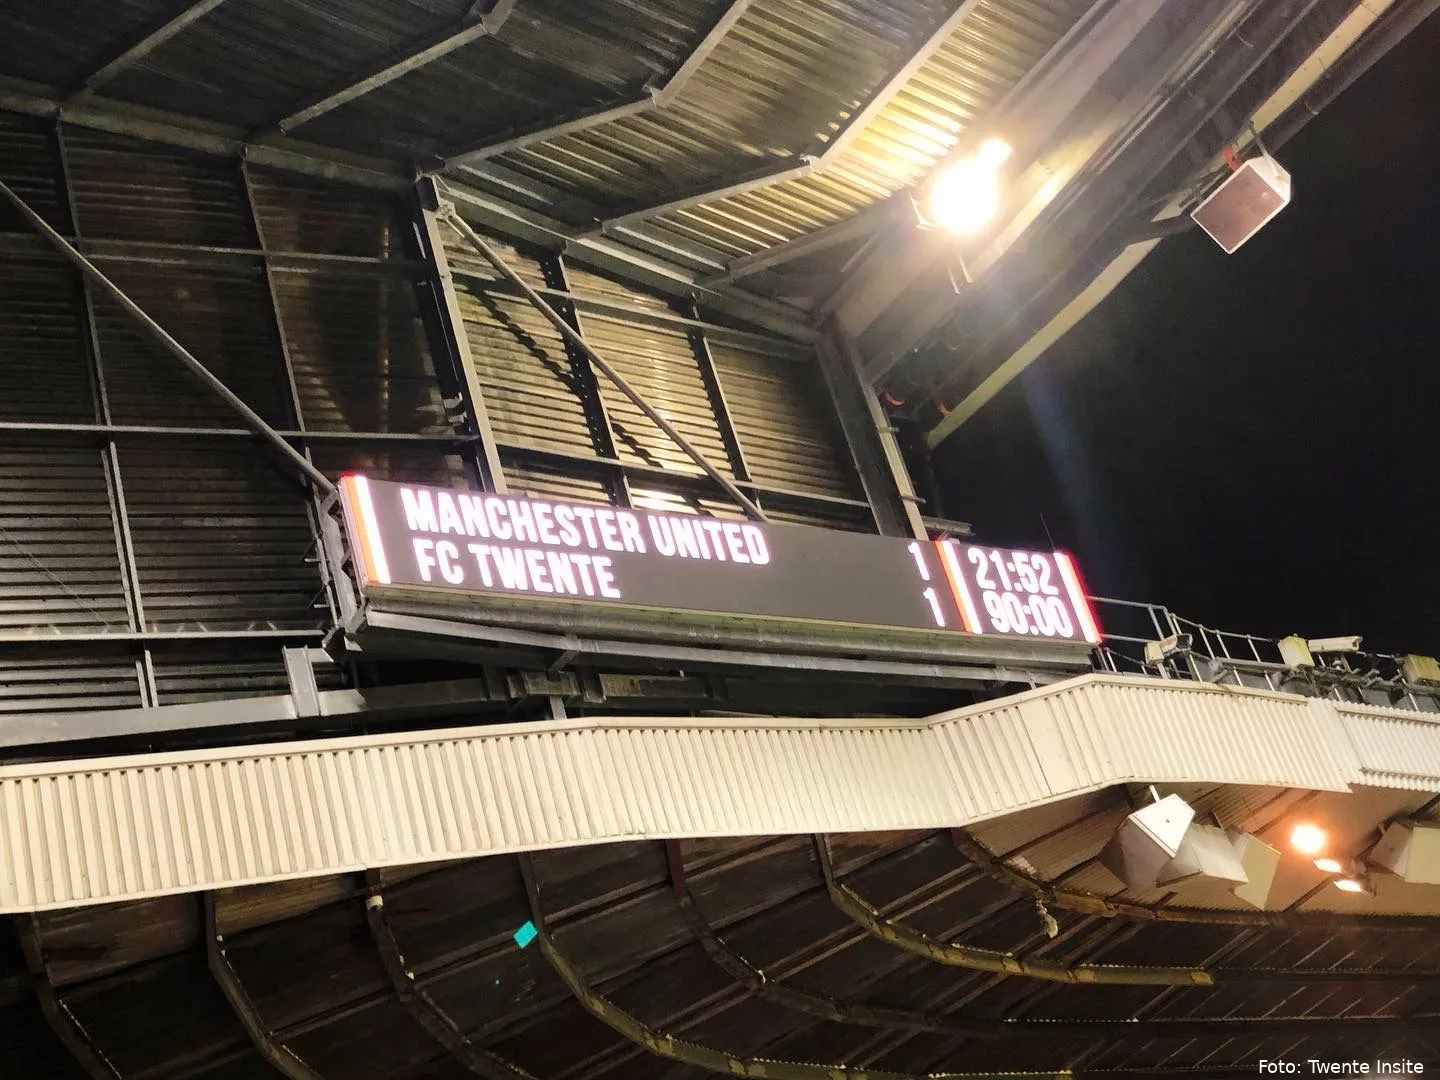 MANCHESTER UNITED 1 21:52
FC TWENTE 1 90:00
Foto: Twente Insite